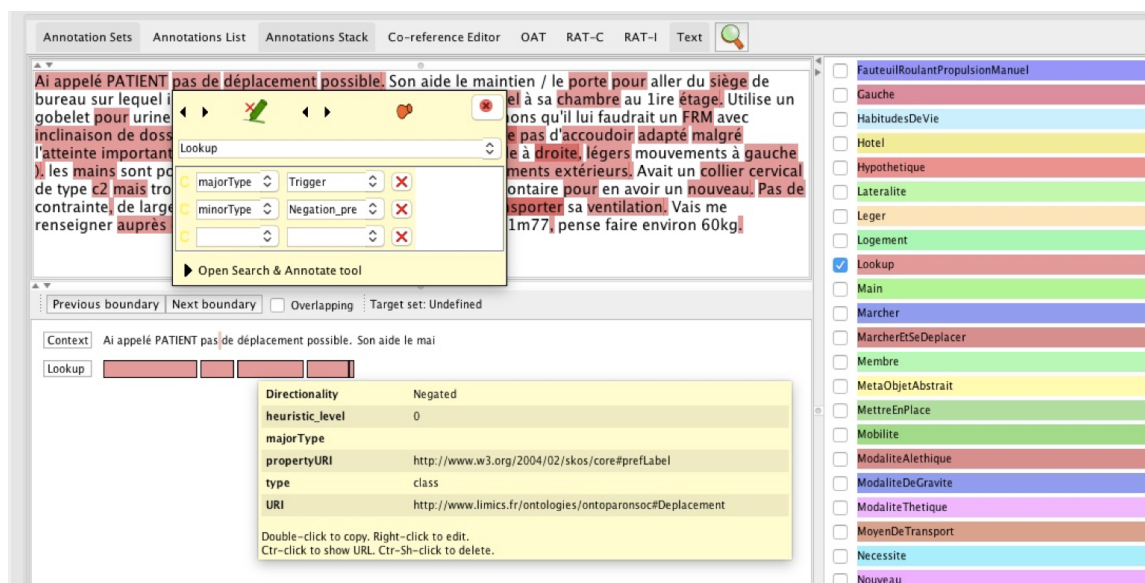 Annotation Sets Annotations List Annotations Stack Co-reference Editor OAT RAT-C RAT-I Text
Ai appelé PATIENT pas de déplacement possible. Son aide le maintien / le porte pour aller du siège de
bureau sur lequel i el à sa chambre au 1ire étage. Utilise un
gobelet pour urine ons qu'il lui faudrait un FRM avec
inclinaison de doss e pas d'accoudoir adapté malgré
l'atteinte important e à droite, légers mouvements à gauche
). les mains sont po ments extérieurs. Avait un collier cervical
de type c2 mais tro ontaire pour en avoir un nouveau. Pas de
contrainte, de large sporter sa ventilation. Vais me
renseigner auprès 1m77, pense faire environ 60kg.
Lookup
C majorType Trigger
C minorType Negation_pre
C
Open Search & Annotate tool
Previous boundary Next boundary Overlapping Target set: Undefined
Context Ai appelé PATIENT pas de déplacement possible. Son aide le mai
Lookup
Directionality Negated
heuristic_level 0
majorType
propertyURI http://www.w3.org/2004/02/skos/core#prefLabel
type class
URI http://www.limics.fr/ontologies/ontoparonsoc#Deplacement
Double-click to copy. Right-click to edit.
Ctr-click to show URL. Ctr-Sh-click to delete.
FauteuilRoulantPropulsionManuel
Gauche
HabitudesDeVie
Hotel
Hypothetique
Lateralite
Leger
Logement
Lookup
Main
Marcher
MarcherEtSeDeplacer
Membre
MetaObjetAbstrait
MettreEnPlace
Mobilite
ModaliteAlethique
ModaliteDeGravite
ModaliteThetique
MoyenDeTransport
Necessite
Nouveau